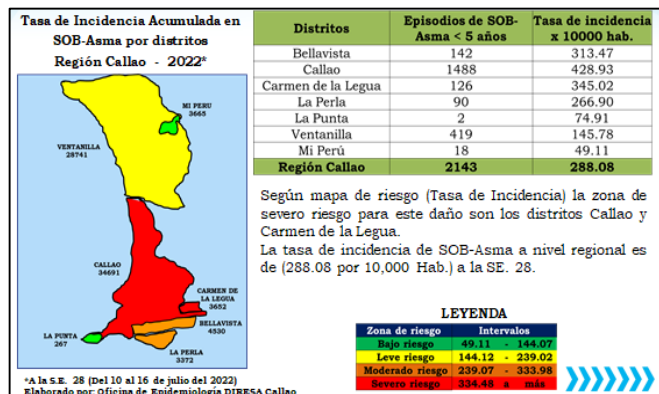 Tasa de Incidencia Acumulada en
SOB-Asma por distritos
Región Callao - 2022*
MI PERU
3665
VENTANILLA
28741
CALLAO
34691
CARMEN DE
LA LEGUA
3652
BELLAVISTA
4530
LA PUNTA
267
LA PERLA
3372
*A la S.E. 28 (Del 10 al 16 de julio del 2022)
Elaborado por: Oficina de Epidemiología DIRESA Callao
Distritos Episodios de SOB-Asma < 5 años Tasa de incidencia x 10000 hab.
Bellavista 142 313.47
Callao 1488 428.93
Carmen de la Legua 126 345.02
La Perla 90 266.90
La Punta 2 74.91
Ventanilla 419 145.78
Mi Perú 18 49.11
Región Callao 2143 288.08
Según mapa de riesgo (Tasa de Incidencia) la zona de
severo riesgo para este daño son los distritos Callao y
Carmen de la Legua.
La tasa de incidencia de SOB-Asma a nivel regional es
de (288.08 por 10,000 Hab.) a la SE. 28.
LEYENDA
Zona de riesgo Intervalos
Bajo riesgo 49.11 - 144.07
Leve riesgo 144.12 - 239.02
Moderado riesgo 239.07 - 333.98
Severo riesgo 334.48 a más